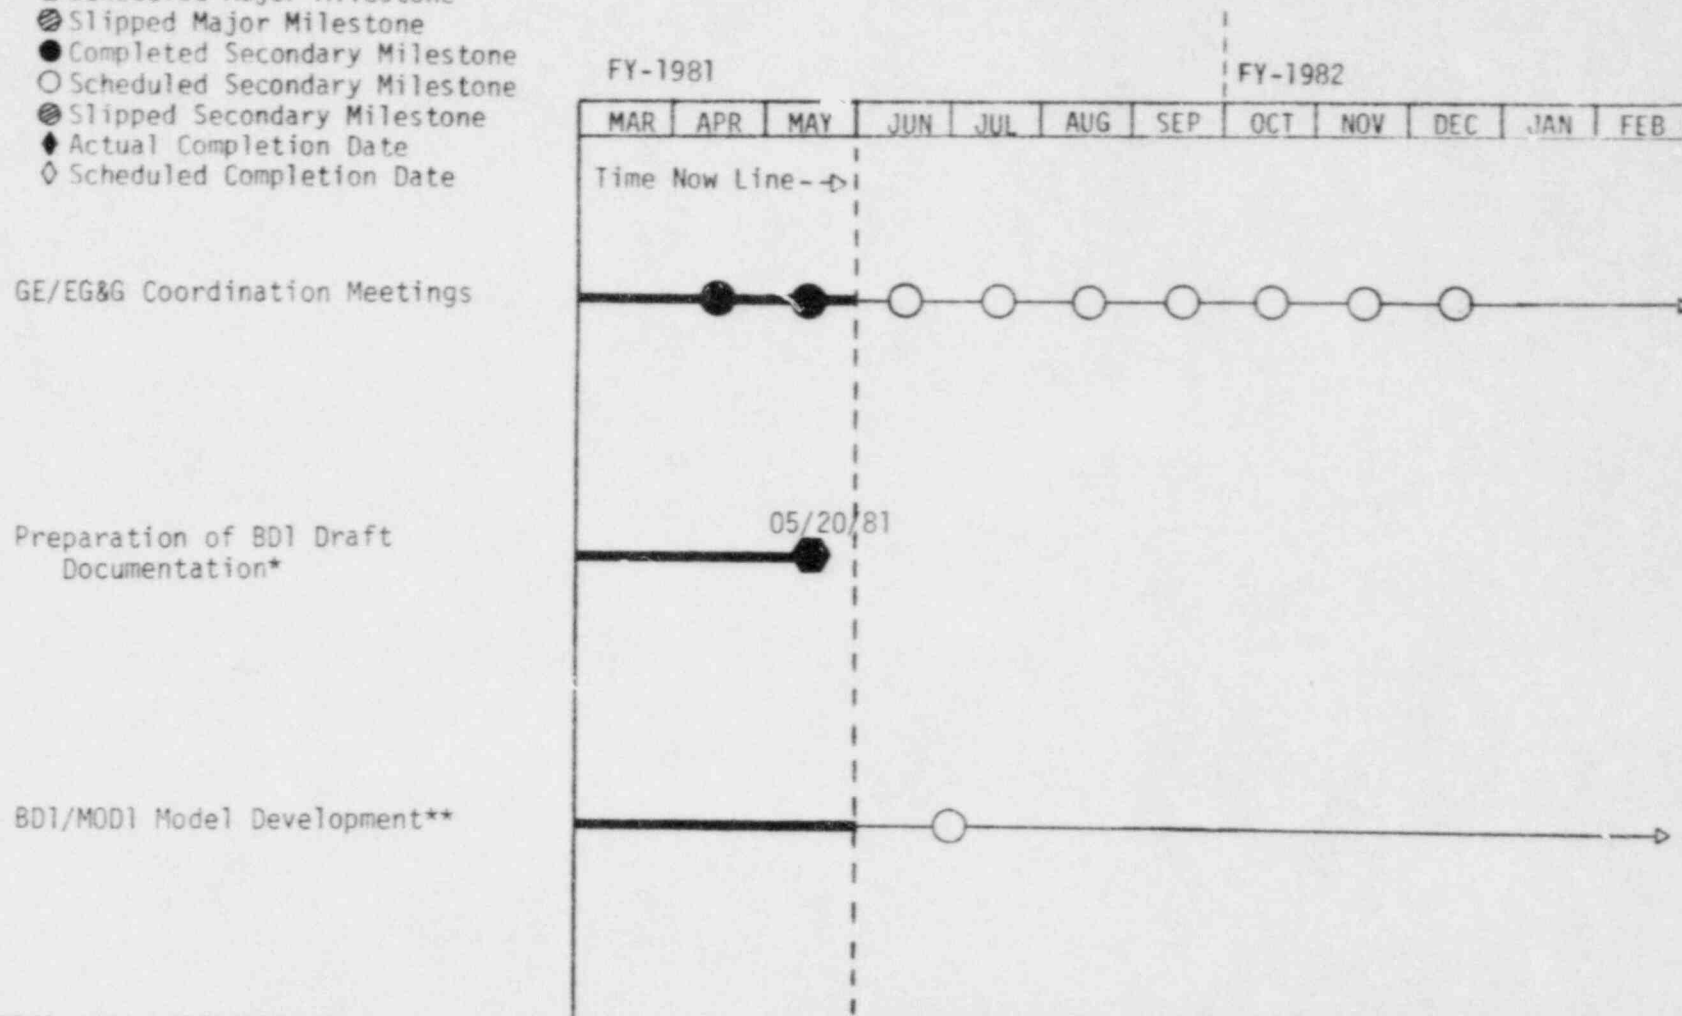 Slipped Major Milestone
Completed Secondary Milestone
Scheduled Secondary Milestone
Slipped Secondary Milestone
Actual Completion Date
Scheduled Completion Date
FY-1981
FY-1982
MAR APR MAY JUN JUL AUG SEP OCT NOV DEC JAN FEB
Time Now Line
GE/EG&G Coordination Meetings
05/20/81
Preparation of BD1 Draft
Documentation*
BD1/MOD1 Model Development**